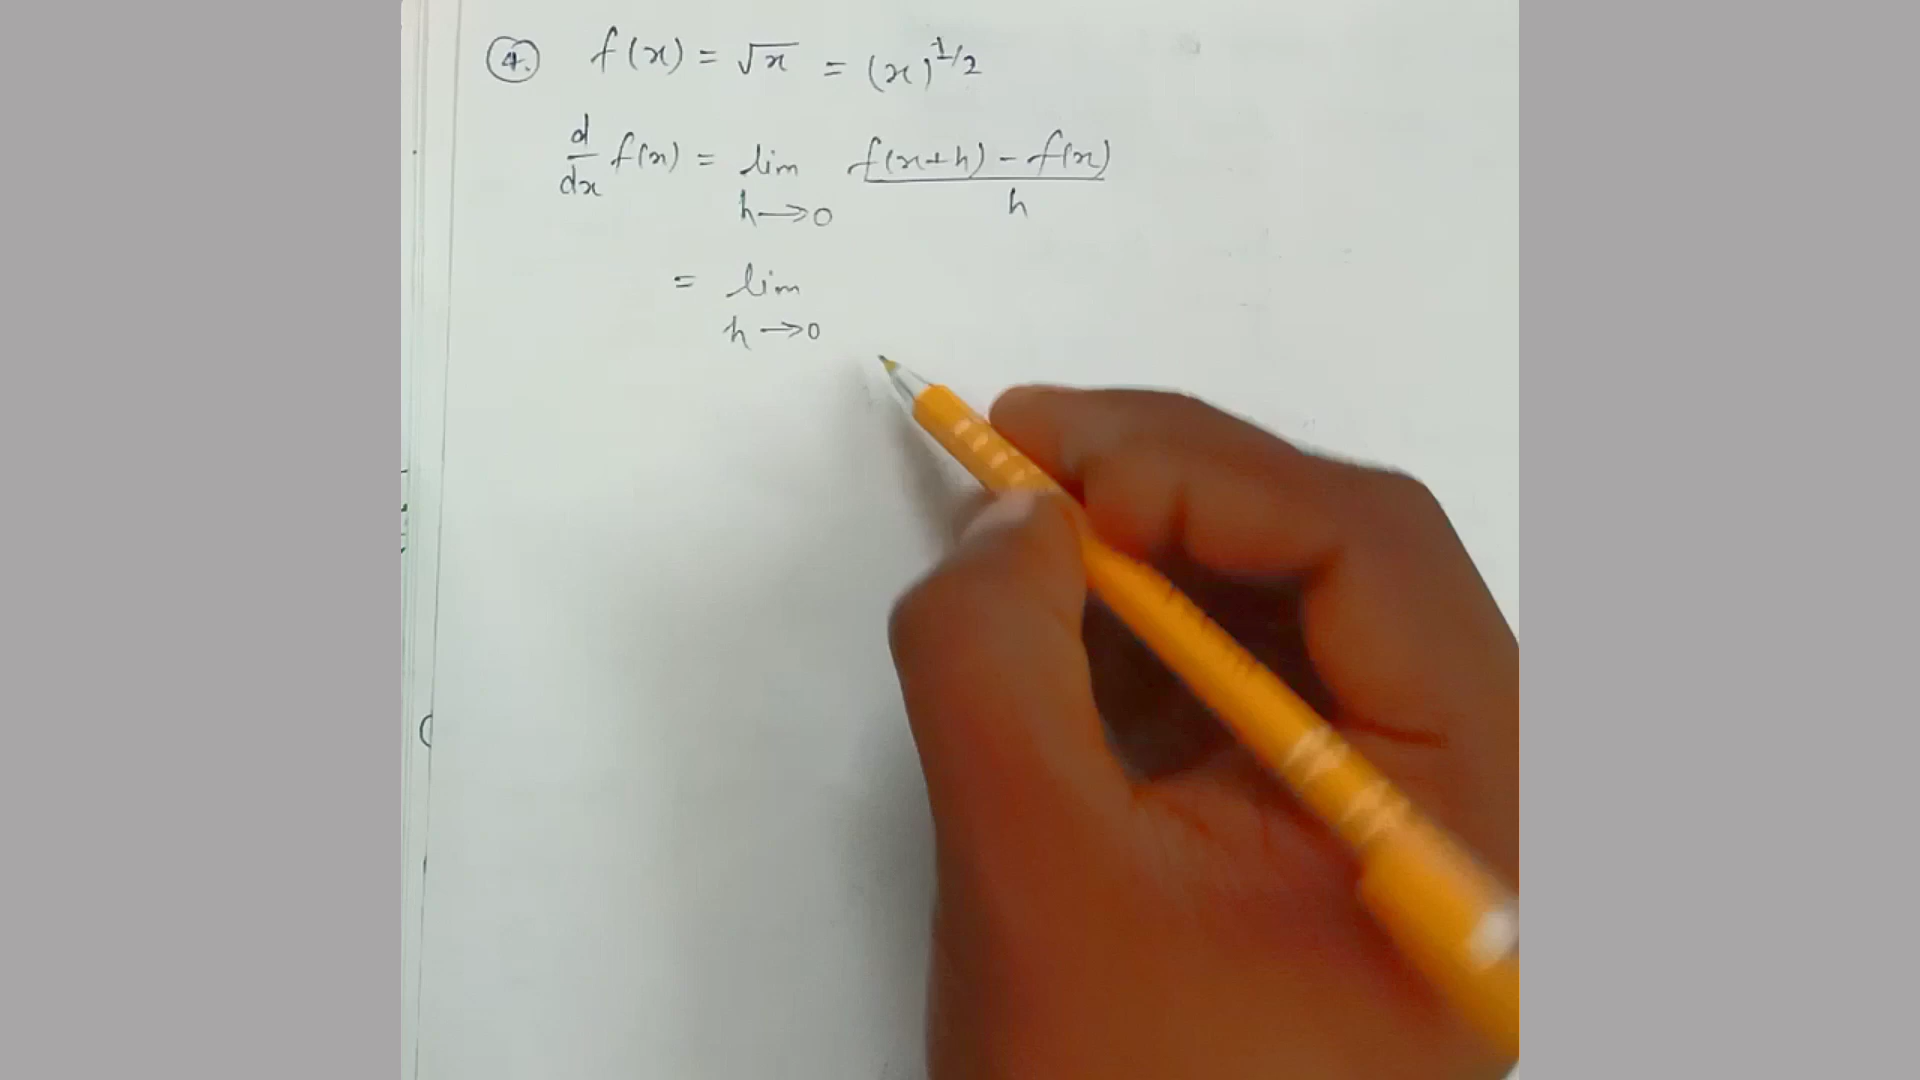 4. f(x) = √x = (x)^1/2
d/dx f(x) = lim h→0 f(x+h) - f(x) / h
= lim h→0